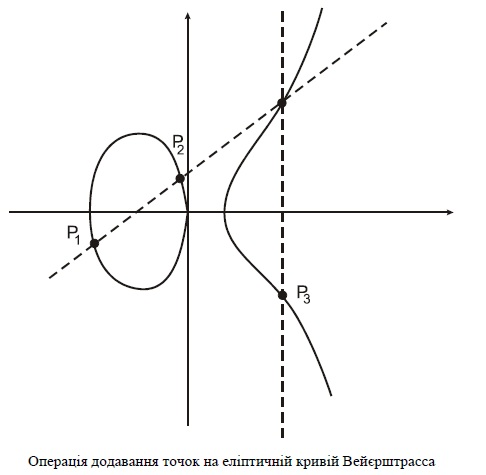 P2
P1
P3
Операція додавання точок на еліптичній кривій Вейєрштрасса